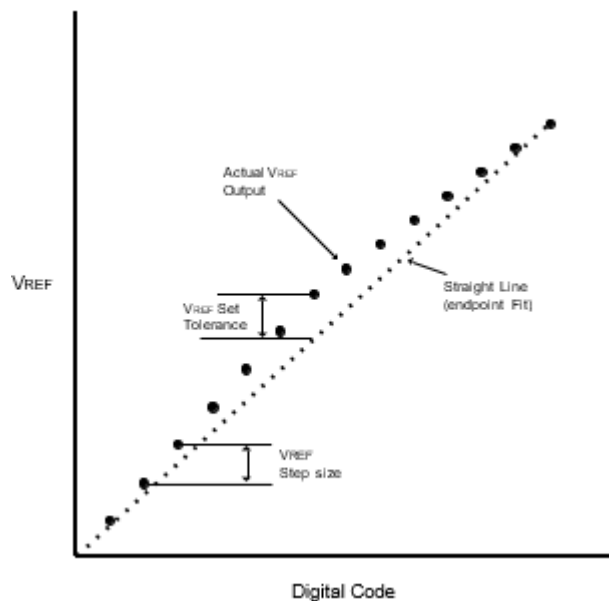 Actual VREF
Output
VREF
VREF Set
Tolerance
Straight Line
(endpoint Fit)
VREF
Step size
Digital Code